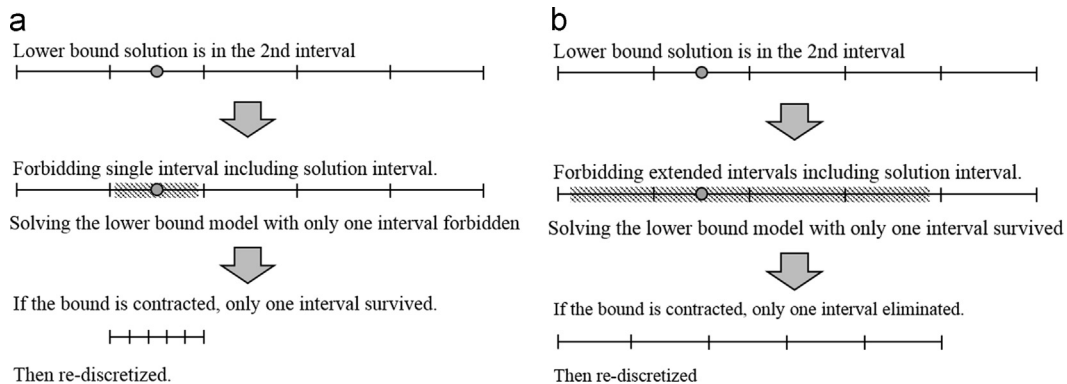 a
Lower bound solution is in the 2nd interval
Forbidding single interval including solution interval.
Solving the lower bound model with only one interval forbidden
If the bound is contracted, only one interval survived.
Then re-discretized.
b
Lower bound solution is in the 2nd interval
Forbidding extended intervals including solution interval.
Solving the lower bound model with only one interval survived
If the bound is contracted, only one interval eliminated.
Then re-discretized